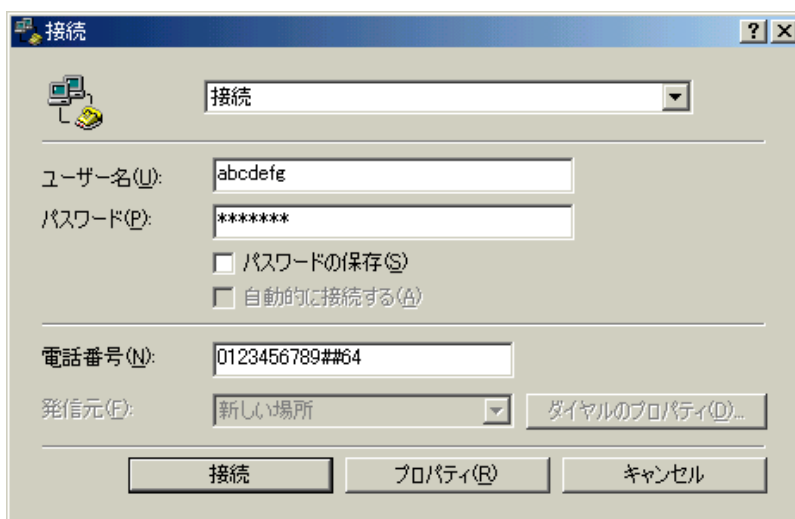 接続
接続
ユーザー名(U):
abcdefg
パスワード(P):
*******
パスワードの保存(S)
自動的に接続する(A)
電話番号(N):
0123456789##64
発信元(F):
新しい場所
ダイヤルのプロパティ(D)...
接続
プロパティ(R)
キャンセル